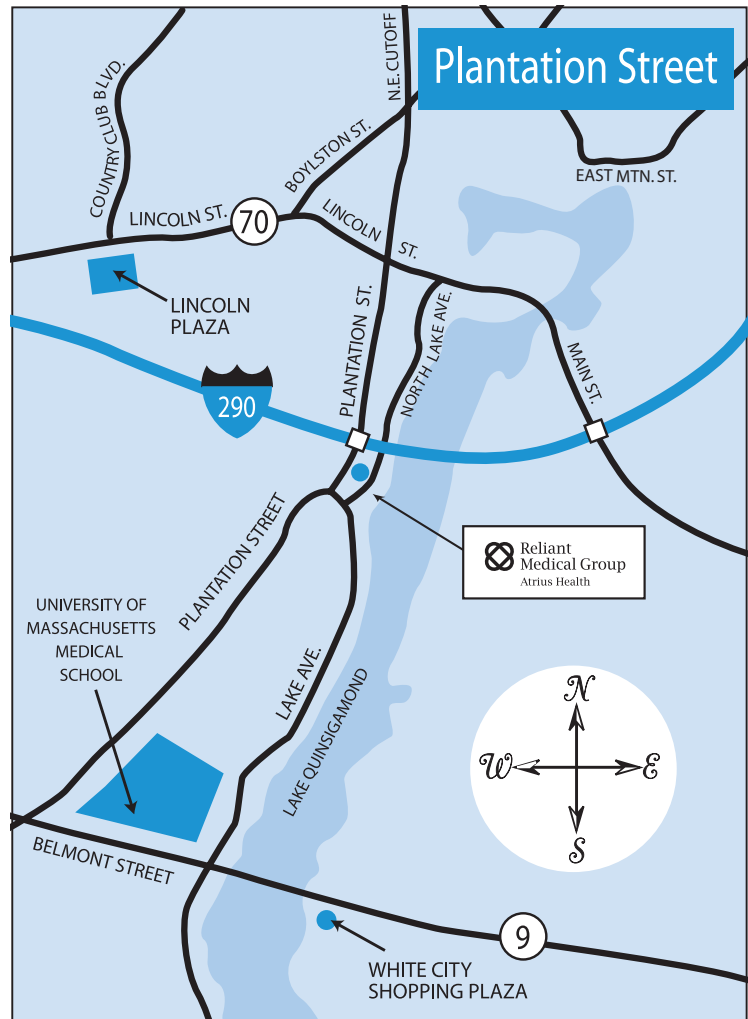 Plantation Street
N.E. CUTOFF
COUNTRY CLUB BLVD.
BOYLSTON ST.
EAST MTN. ST.
LINCOLN ST.
70
LINCOLN ST.
LINCOLN
PLAZA
PLANTATION ST.
NORTH LAKE AVE.
MAIN ST.
290
PLANTATION STREET
Reliant
Medical Group
Atrius Health
UNIVERSITY OF
MASSACHUSETTS
MEDICAL
SCHOOL
LAKE AVE.
LAKE QUINSIGAMOND
N
W
E
S
BELMONT STREET
9
WHITE CITY
SHOPPING PLAZA